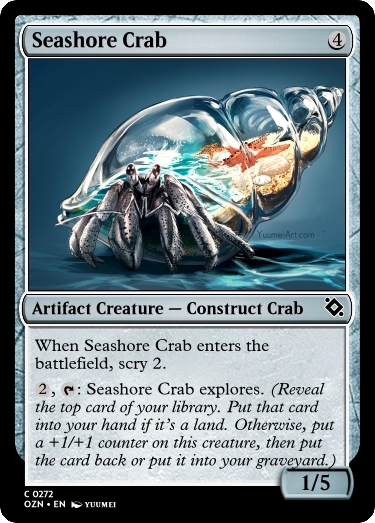 Seashore Crab 4
YuumeiArt.com
Artifact Creature — Construct Crab
When Seashore Crab enters the
battlefield, scry 2.
2 , : Seashore Crab explores. (Reveal
the top card of your library. Put that
card into your hand if it's a land. Otherwise, put
a +1/+1 counter on this creature, then put
the card back or put it into your graveyard.)
1/5
C 0272
OZN • EN YUUMEI